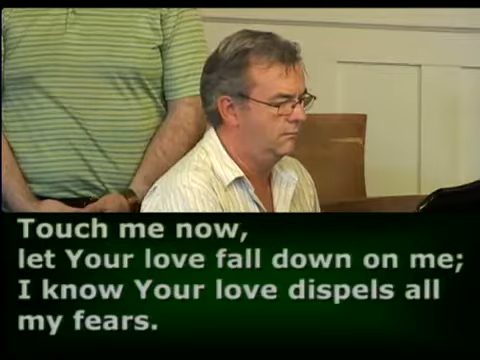 Touch me now,
let Your love fall down on me;
I know Your love dispels all
my fears.